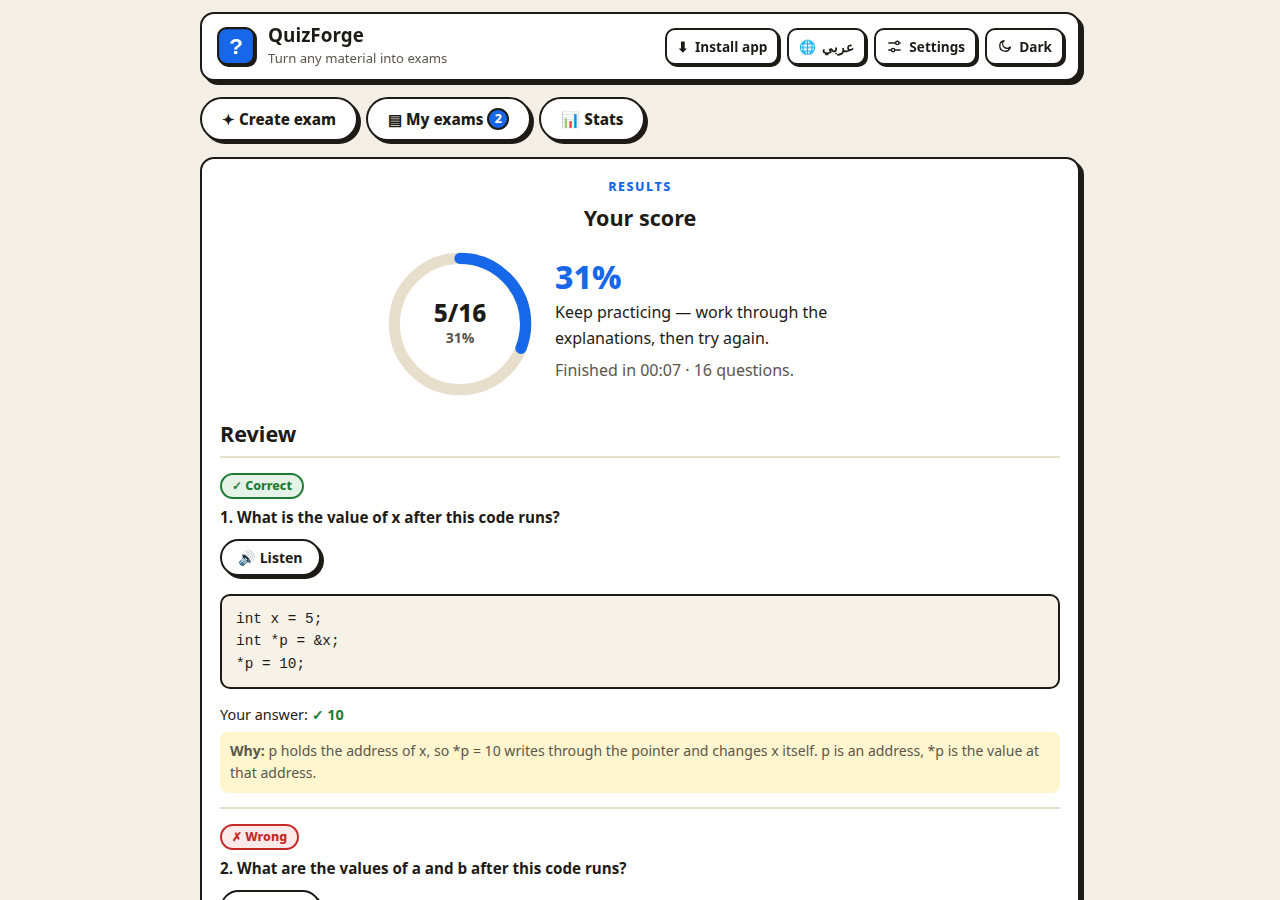 ?
QuizForge
Turn any material into exams
⬇ Install app
🌐 عربي
Settings
Dark
✦ Create exam
▤ My exams 2
📊 Stats
RESULTS
Your score
5/16
31%
31%
Keep practicing — work through the
explanations, then try again.
Finished in 00:07 · 16 questions.
Review
✓ Correct
1. What is the value of x after this code runs?
🔊 Listen
int x = 5;
int *p = &x;
*p = 10;
Your answer: ✓ 10
Why: p holds the address of x, so *p = 10 writes through the pointer and changes x itself. p is an address, *p is the value at
that address.
✗ Wrong
2. What are the values of a and b after this code runs?